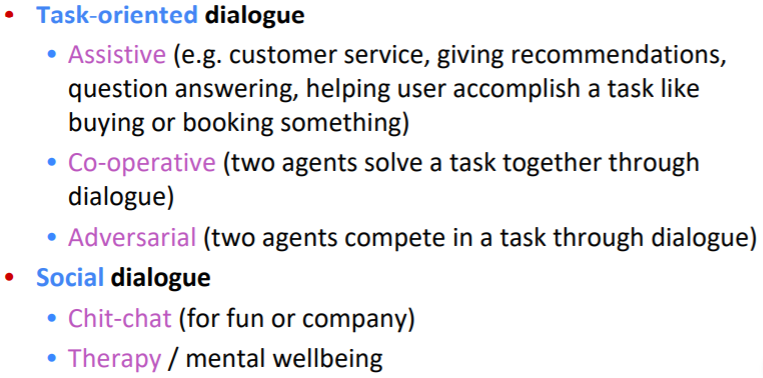 • Task-oriented dialogue
• Assistive (e.g. customer service, giving recommendations,
question answering, helping user accomplish a task like
buying or booking something)
• Co-operative (two agents solve a task together through
dialogue)
• Adversarial (two agents compete in a task through dialogue)
• Social dialogue
• Chit-chat (for fun or company)
• Therapy / mental wellbeing